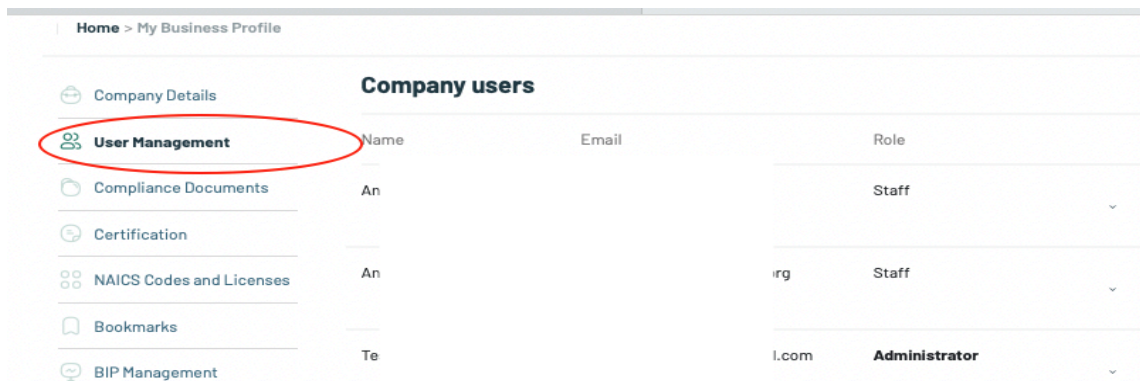 Home > My Business Profile
Company Details
User Management
Compliance Documents
Certification
NAICS Codes and Licenses
Bookmarks
BIP Management
Company users
Name Email Role
An Staff
An rg Staff
Te l.com Administrator